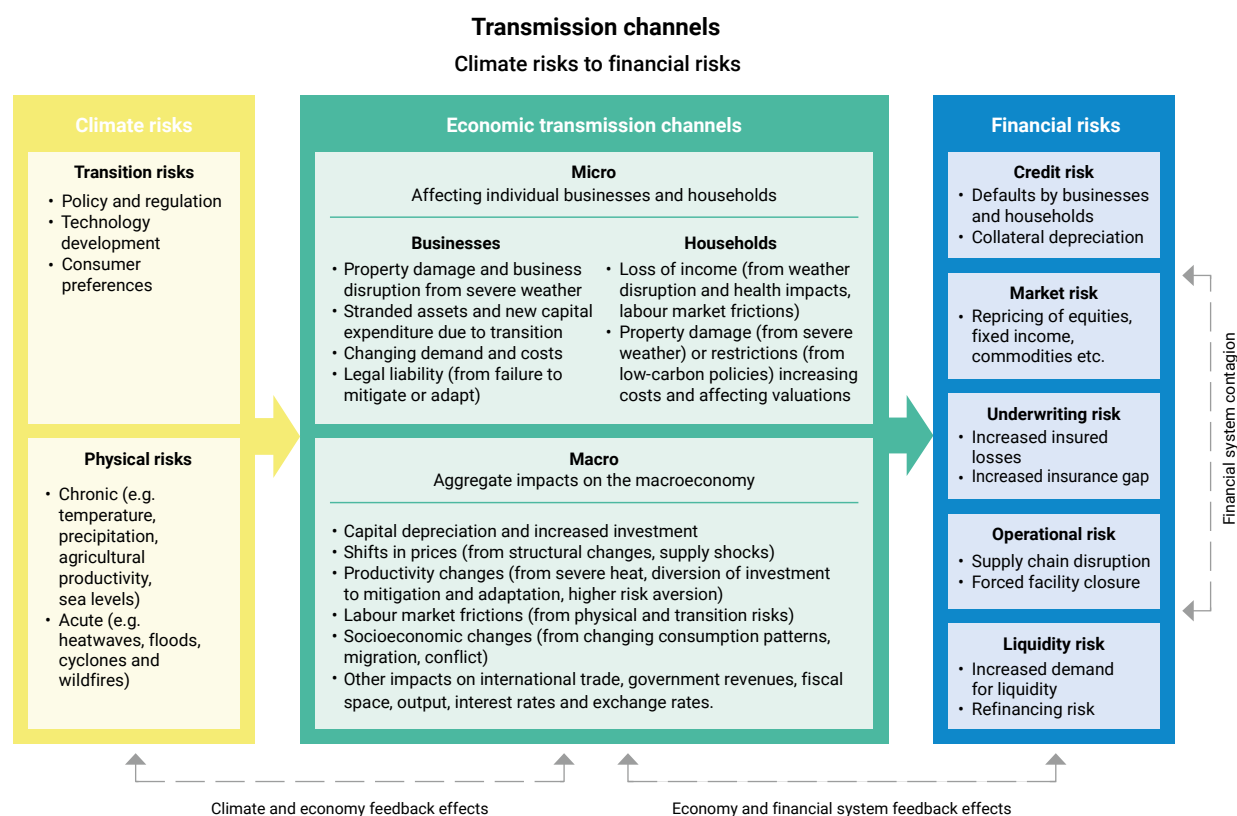 Transmission channels
Climate risks to financial risks
Climate risks
Transition risks
• Policy and regulation
• Technology
development
• Consumer
preferences
Physical risks
• Chronic (e.g.
temperature,
precipitation,
agricultural
productivity,
sea levels)
• Acute (e.g.
heatwaves, floods,
cyclones and
wildfires)
Economic transmission channels
Micro
Affecting individual businesses and households
Businesses
• Property damage and business
disruption from severe weather
• Stranded assets and new capital
expenditure due to transition
• Changing demand and costs
• Legal liability (from failure to
mitigate or adapt)
Households
• Loss of income (from weather
disruption and health impacts,
labour market frictions)
• Property damage (from severe
weather) or restrictions (from
low-carbon policies) increasing
costs and affecting valuations
Macro
Aggregate impacts on the macroeconomy
• Capital depreciation and increased investment
• Shifts in prices (from structural changes, supply shocks)
• Productivity changes (from severe heat, diversion of investment
to mitigation and adaptation, higher risk aversion)
• Labour market frictions (from physical and transition risks)
• Socioeconomic changes (from changing consumption patterns,
migration, conflict)
• Other impacts on international trade, government revenues, fiscal
space, output, interest rates and exchange rates.
Financial risks
Credit risk
• Defaults by businesses
and households
• Collateral depreciation
Market risk
• Repricing of equities,
fixed income,
commodities etc.
Underwriting risk
• Increased insured
losses
• Increased insurance gap
Operational risk
• Supply chain disruption
• Forced facility closure
Liquidity risk
• Increased demand
for liquidity
• Refinancing risk
Financial system contagion
Climate and economy feedback effects
Economy and financial system feedback effects